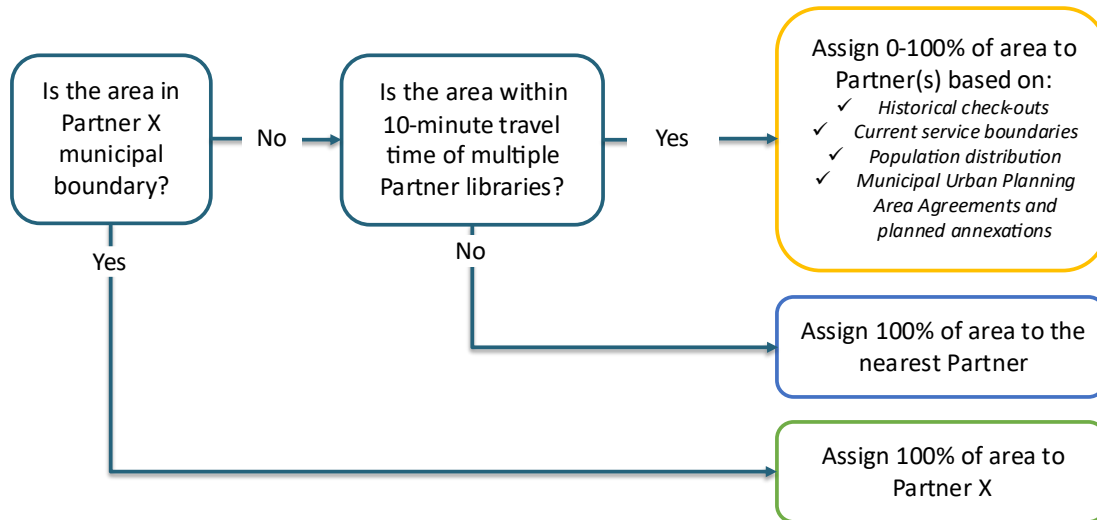 Is the area in
Partner X
municipal
boundary?
No
Is the area within
10-minute travel
time of multiple
Partner libraries?
Yes
Assign 0-100% of area to
Partner(s) based on:
✓ Historical check-outs
✓ Current service boundaries
✓ Population distribution
✓ Municipal Urban Planning
Area Agreements and
planned annexations
Yes
No
Assign 100% of area to the
nearest Partner
Assign 100% of area to
Partner X